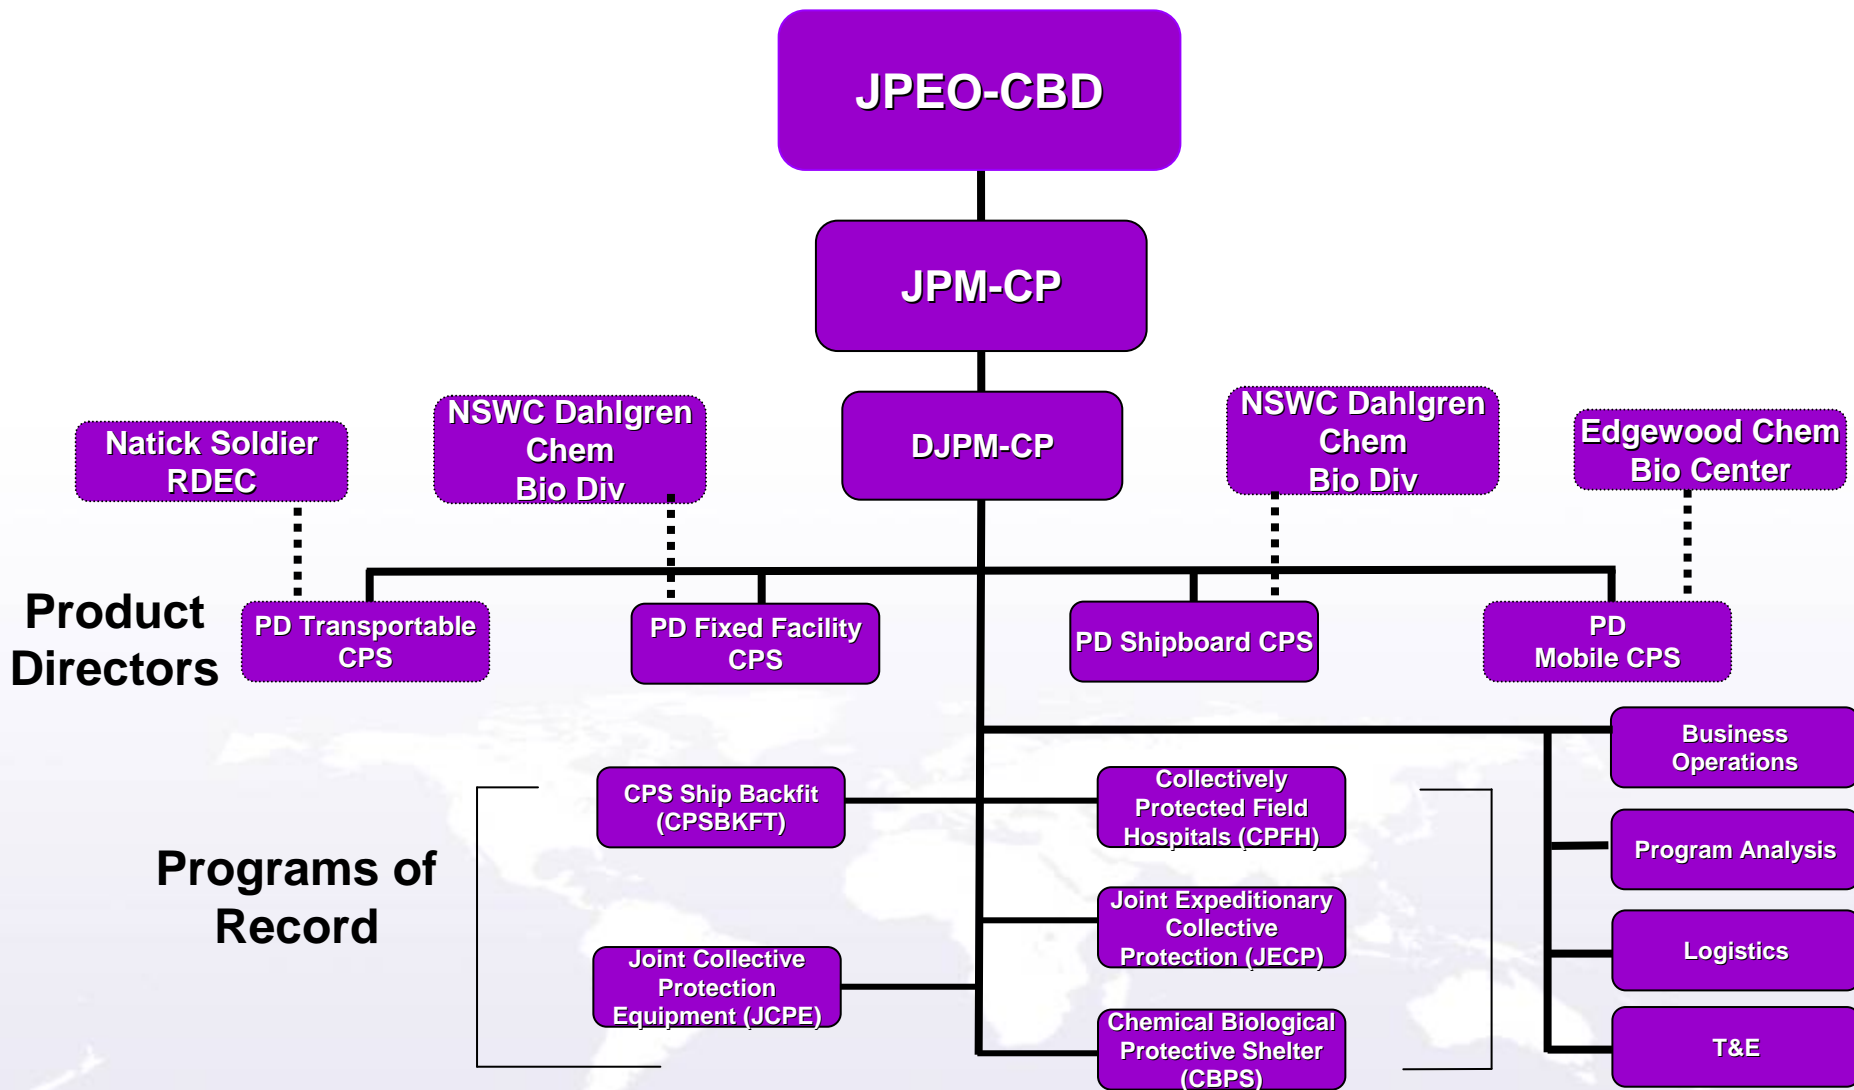 JPEO-CBD
JPM-CP
DJPM-CP
Natick Soldier
RDEC
NSWC Dahlgren
Chem
Bio Div
NSWC Dahlgren
Chem
Bio Div
Edgewood Chem
Bio Center
Product
Directors
PD Transportable
CPS
PD Fixed Facility
CPS
PD Shipboard CPS
PD
Mobile CPS
Programs of
Record
CPS Ship Backfit
(CPSBKFT)
Joint Collective
Protection
Equipment (JCPE)
Collectively
Protected Field
Hospitals (CPFH)
Joint Expeditionary
Collective
Protection (JECP)
Chemical Biological
Protective Shelter
(CBPS)
Business
Operations
Program Analysis
Logistics
T&E